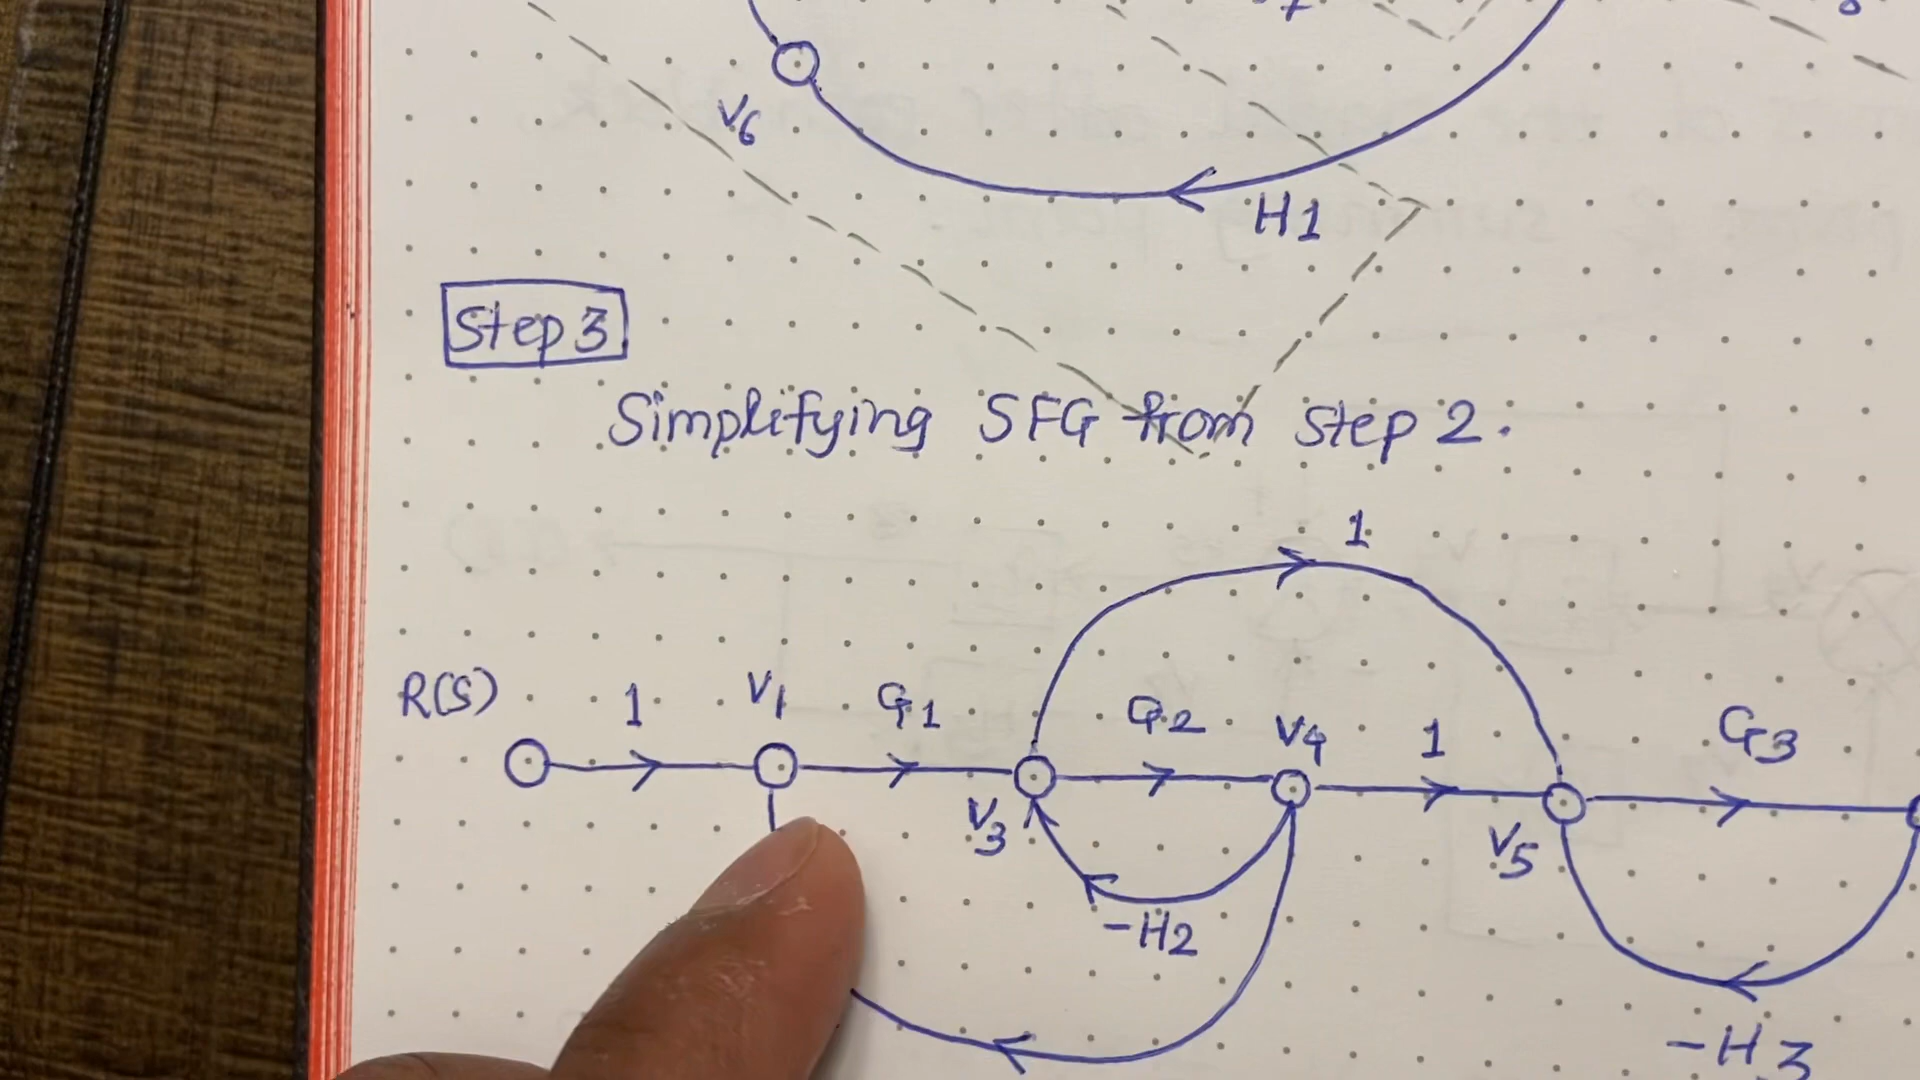 V6
H1
Step 3
Simplifying SFG from Step 2.
1
R(S) 1 V1 G1 G2 V4 1 G3
V3 V5
-H2
-H3